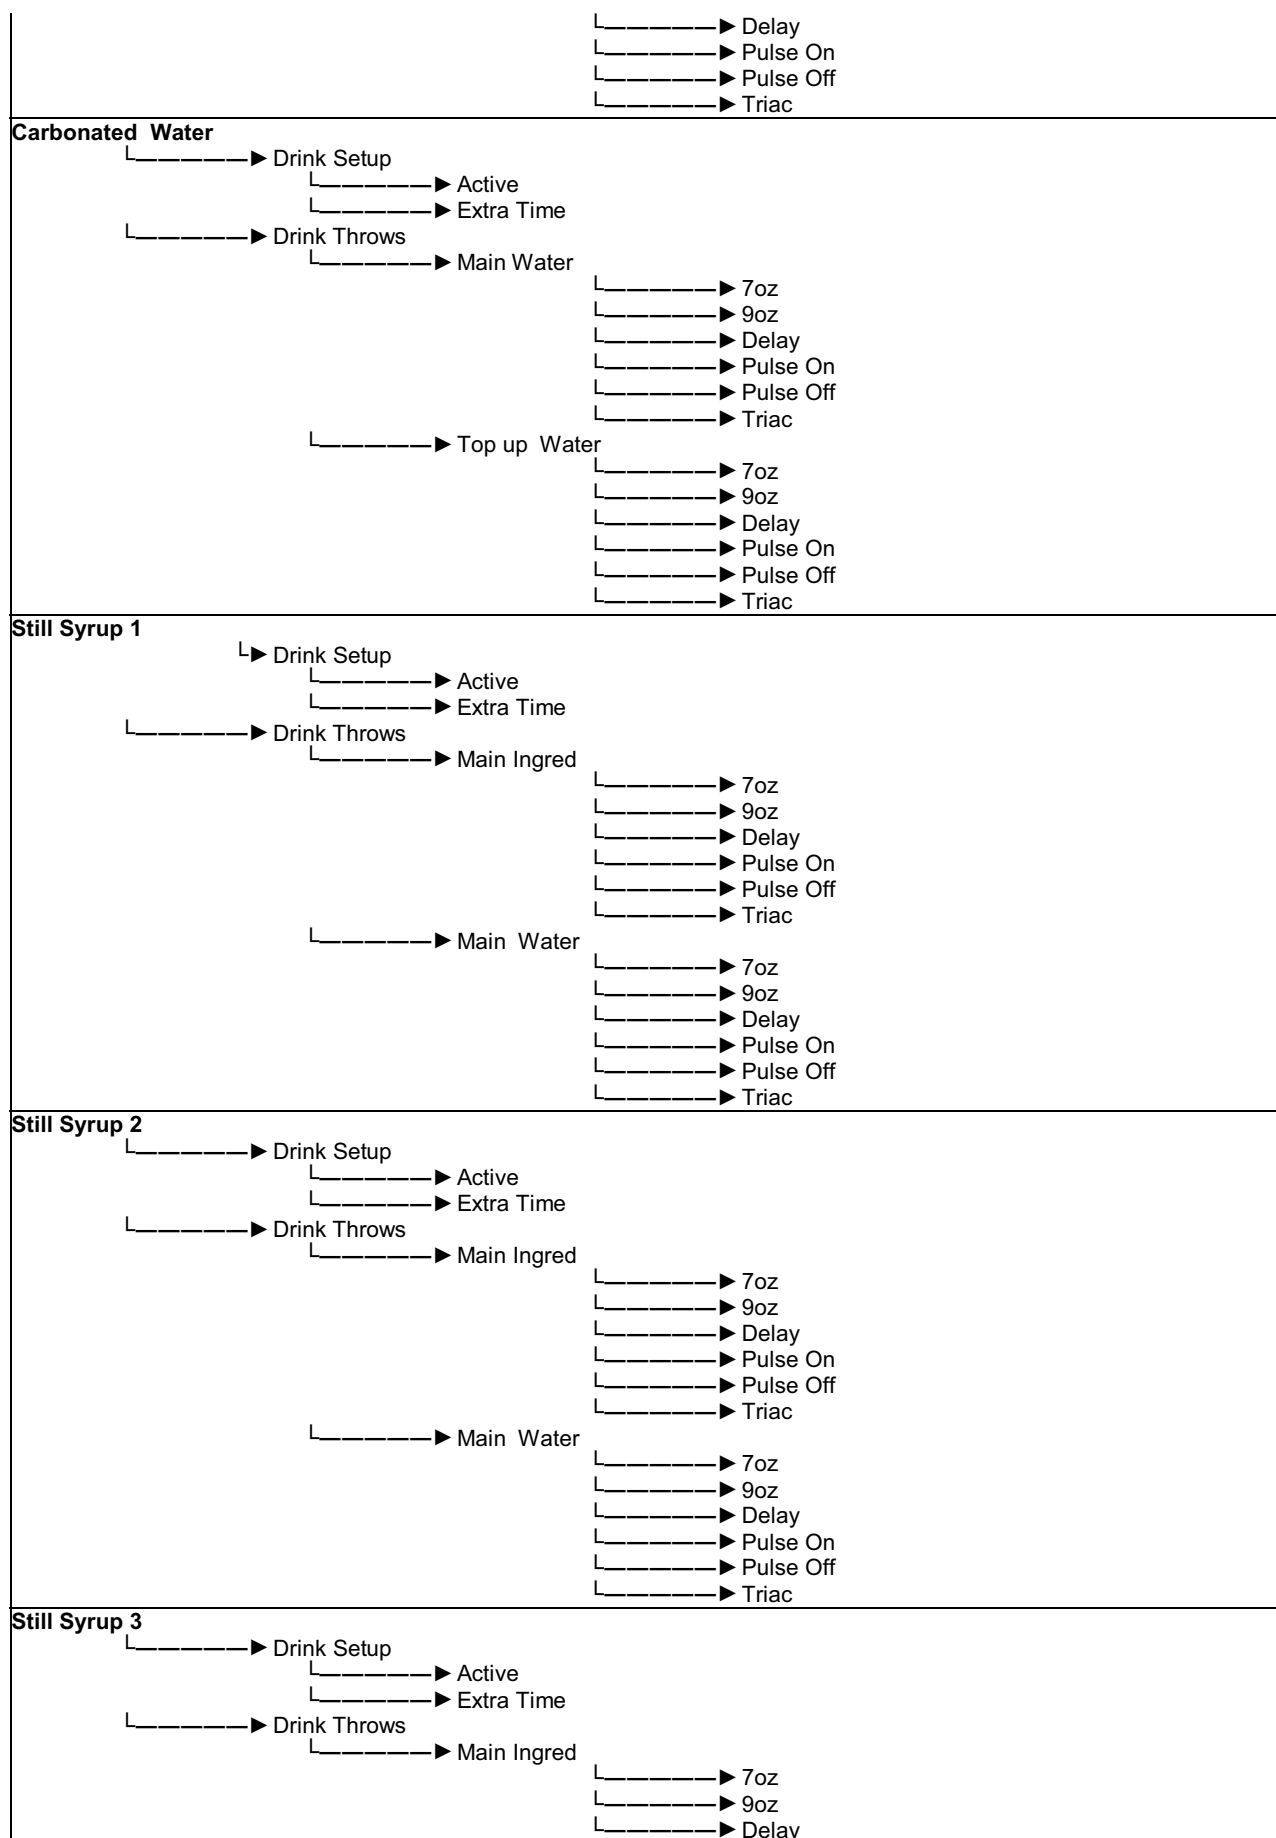 Delay
Pulse On
Pulse Off
Triac
Carbonated Water
Drink Setup
Active
Extra Time
Drink Throws
Main Water
7oz
9oz
Delay
Pulse On
Pulse Off
Triac
Top up Water
7oz
9oz
Delay
Pulse On
Pulse Off
Triac
Still Syrup 1
Drink Setup
Active
Extra Time
Drink Throws
Main Ingred
7oz
9oz
Delay
Pulse On
Pulse Off
Triac
Main Water
7oz
9oz
Delay
Pulse On
Pulse Off
Triac
Still Syrup 2
Drink Setup
Active
Extra Time
Drink Throws
Main Ingred
7oz
9oz
Delay
Pulse On
Pulse Off
Triac
Main Water
7oz
9oz
Delay
Pulse On
Pulse Off
Triac
Still Syrup 3
Drink Setup
Active
Extra Time
Drink Throws
Main Ingred
7oz
9oz
Delay